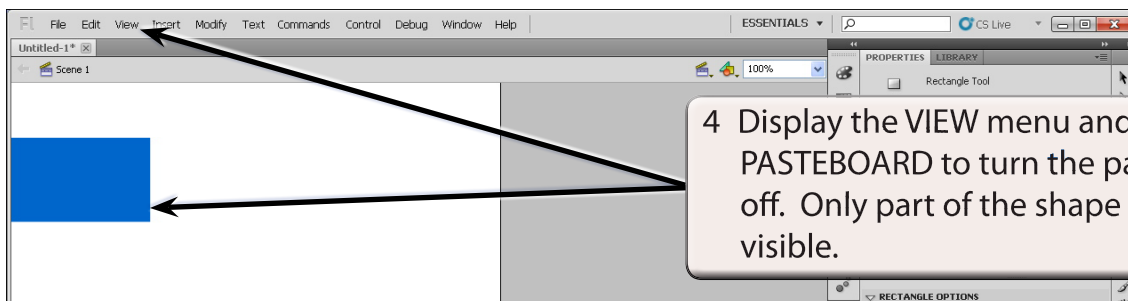 Fl File Edit View Insert Modify Text Commands Control Debug Window Help ESSENTIALS CS Live
Untitled-1*
Scene 1 100%
PROPERTIES LIBRARY
Rectangle Tool
4 Display the VIEW menu and
PASTEBOARD to turn the pa
off. Only part of the shape
visible.
RECTANGLE OPTIONS